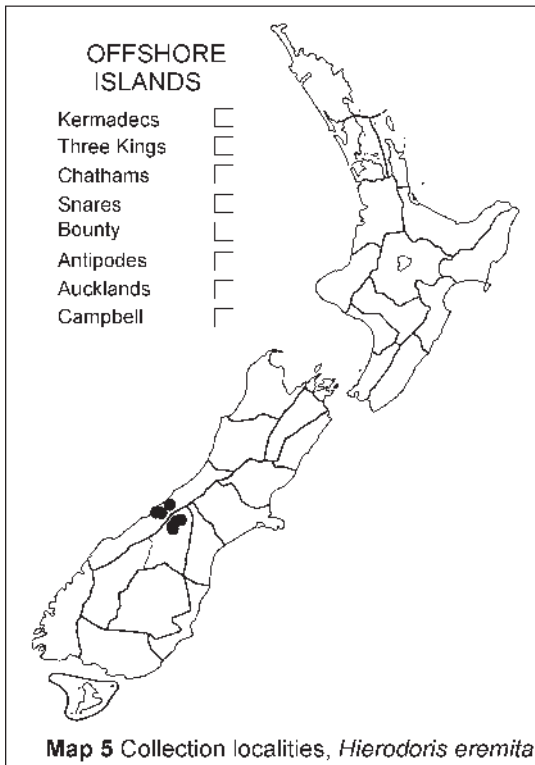 OFFSHORE
ISLANDS
Kermadecs
Three Kings
Chathams
Snares
Bounty
Antipodes
Aucklands
Campbell
Map 5 Collection localities, Hierodoris eremita